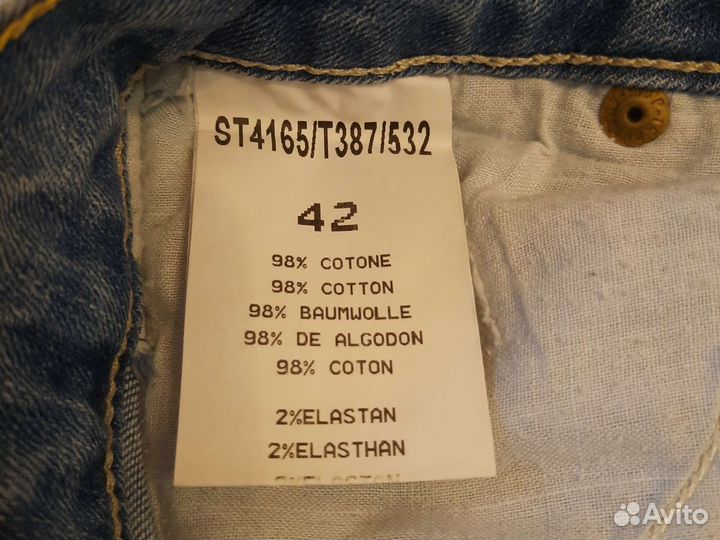 ST4165/T387/532
42
98% COTONE
98% COTTON
98% BAUMWOLLE
98% DE ALGODON
98% COTON
2%ELASTAN
2%ELASTHAN
Avito